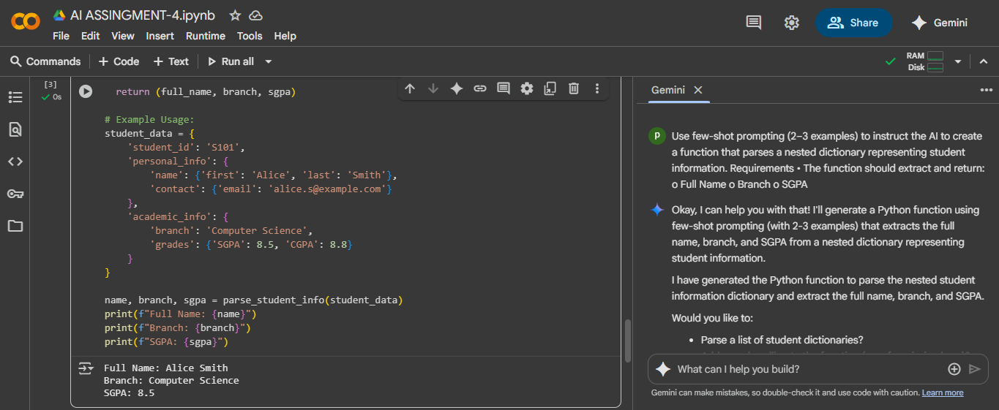 AI ASSINGMENT-4.ipynb
File Edit View Insert Runtime Tools Help
Share
Gemini
Commands + Code + Text Run all
RAM
Disk
[3]
0s
return (full_name, branch, sgpa)
# Example Usage:
student_data = {
    'student_id': 'S101',
    'personal_info': {
        'name': {'first': 'Alice', 'last': 'Smith'},
        'contact': {'email': 'alice.s@example.com'}
    },
    'academic_info': {
        'branch': 'Computer Science',
        'grades': {'SGPA': 8.5, 'CGPA': 8.8}
    }
}
name, branch, sgpa = parse_student_info(student_data)
print(f"Full Name: {name}")
print(f"Branch: {branch}")
print(f"SGPA: {sgpa}")
Full Name: Alice Smith
Branch: Computer Science
SGPA: 8.5
Gemini
P
Use few-shot prompting (2–3 examples) to instruct the AI to create
a function that parses a nested dictionary representing student
information. Requirements • The function should extract and return:
o Full Name o Branch o SGPA
Okay, I can help you with that! I'll generate a Python function using
few-shot prompting (with 2-3 examples) that extracts the full
name, branch, and SGPA from a nested dictionary representing
student information.
I have generated the Python function to parse the nested student
information dictionary and extract the full name, branch, and SGPA.
Would you like to:
• Parse a list of student dictionaries?
What can I help you build?
Gemini can make mistakes, so double-check it and use code with caution. Learn more